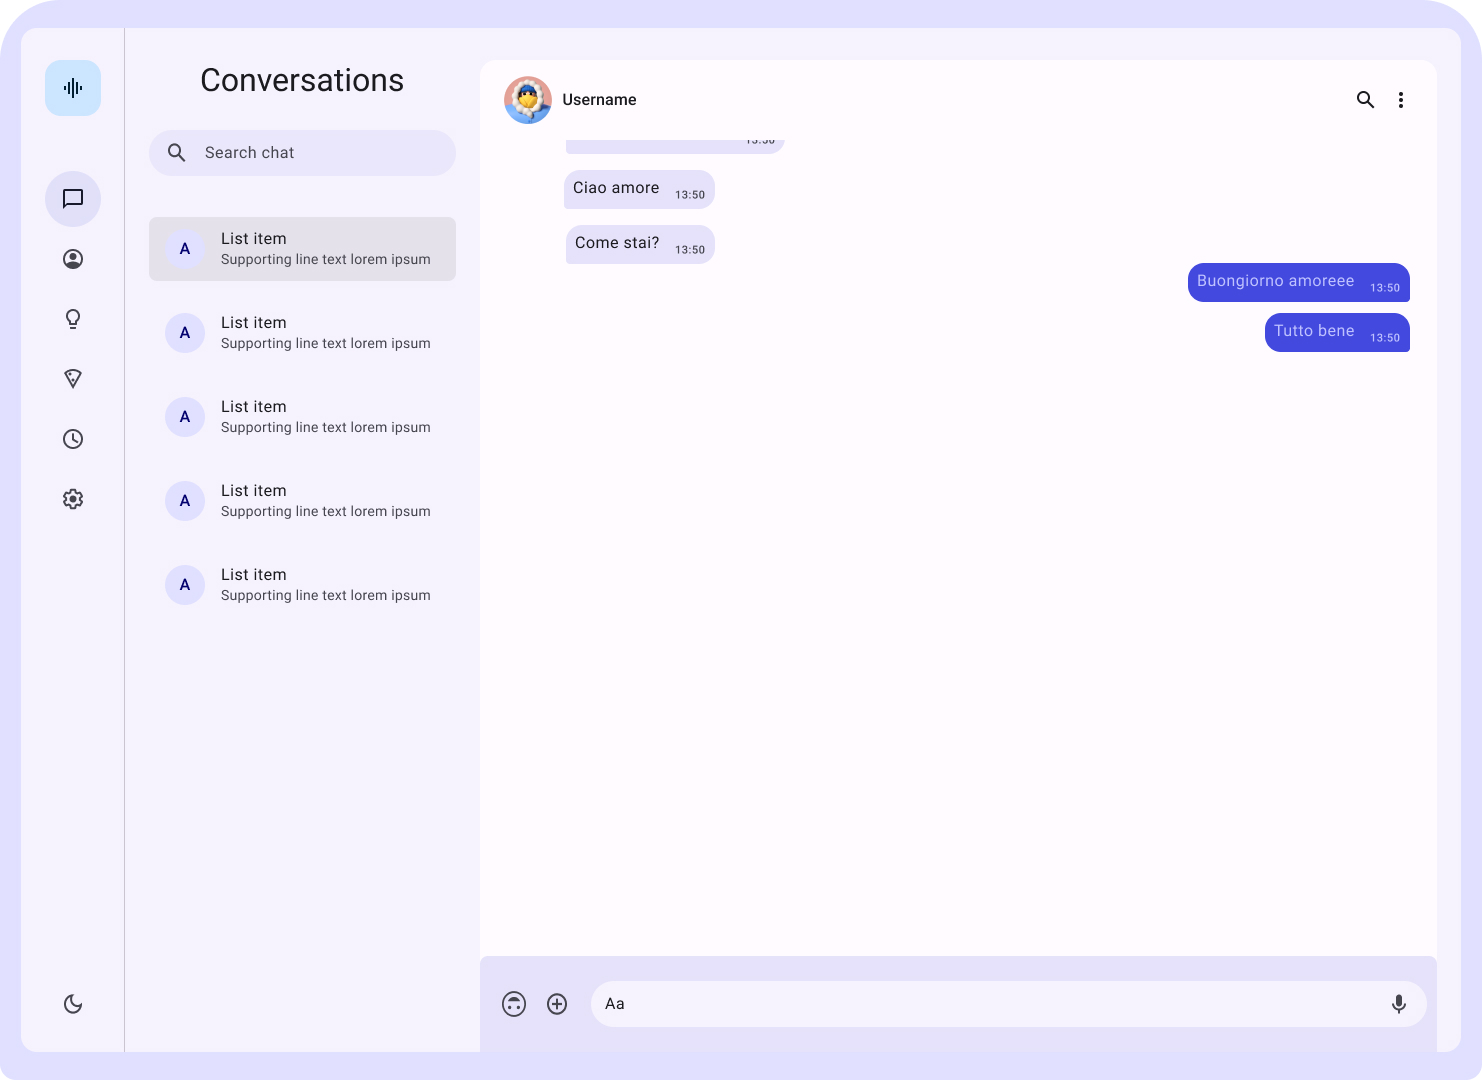 Conversations
Search chat
A
List item
Supporting line text lorem ipsum
A
List item
Supporting line text lorem ipsum
A
List item
Supporting line text lorem ipsum
A
List item
Supporting line text lorem ipsum
A
List item
Supporting line text lorem ipsum
Username
13:50
Ciao amore 13:50
Come stai? 13:50
Buongiorno amoreee 13:50
Tutto bene 13:50
Aa